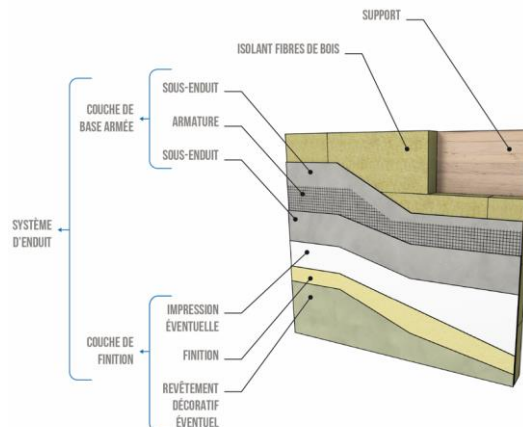 SUPPORT
ISOLANT FIBRES DE BOIS
SOUS-ENDUIT
COUCHE DE
BASE ARMÉE
ARMATURE
SOUS-ENDUIT
SYSTÈME
D'ENDUIT
IMPRESSION
ÉVENTUELLE
COUCHE DE
FINITION
FINITION
REVÊTEMENT
DÉCORATIF
ÉVENTUEL